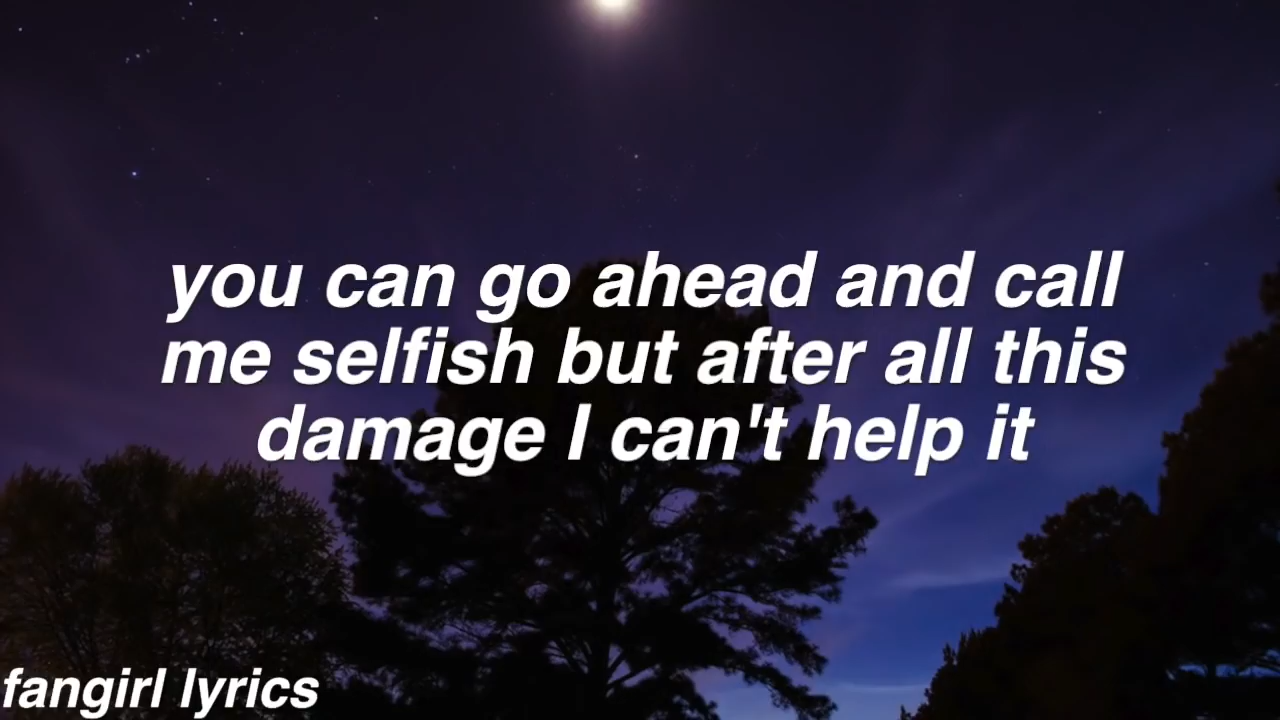 you can go ahead and call
me selfish but after all this
damage I can't help it
fangirl lyrics